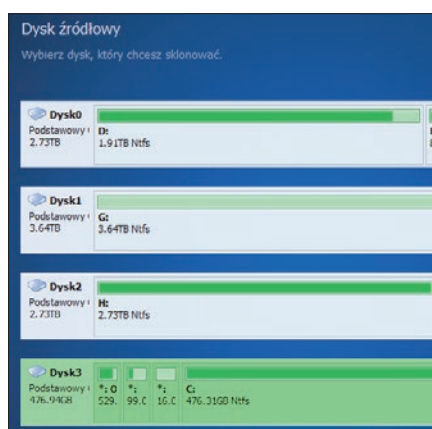 Dysk źródłowy
Wybierz dysk, który chcesz sklonować.
Dysk0
Podstawowy
2.73TB
D:
1.91TB Ntfs
Dysk1
Podstawowy
3.64TB
G:
3.64TB Ntfs
Dysk2
Podstawowy
2.73TB
H:
2.73TB Ntfs
Dysk3
Podstawowy
476.94GB
*: 0
529.
*:
99.0
*:
16.0
C:
476.31GB Ntfs